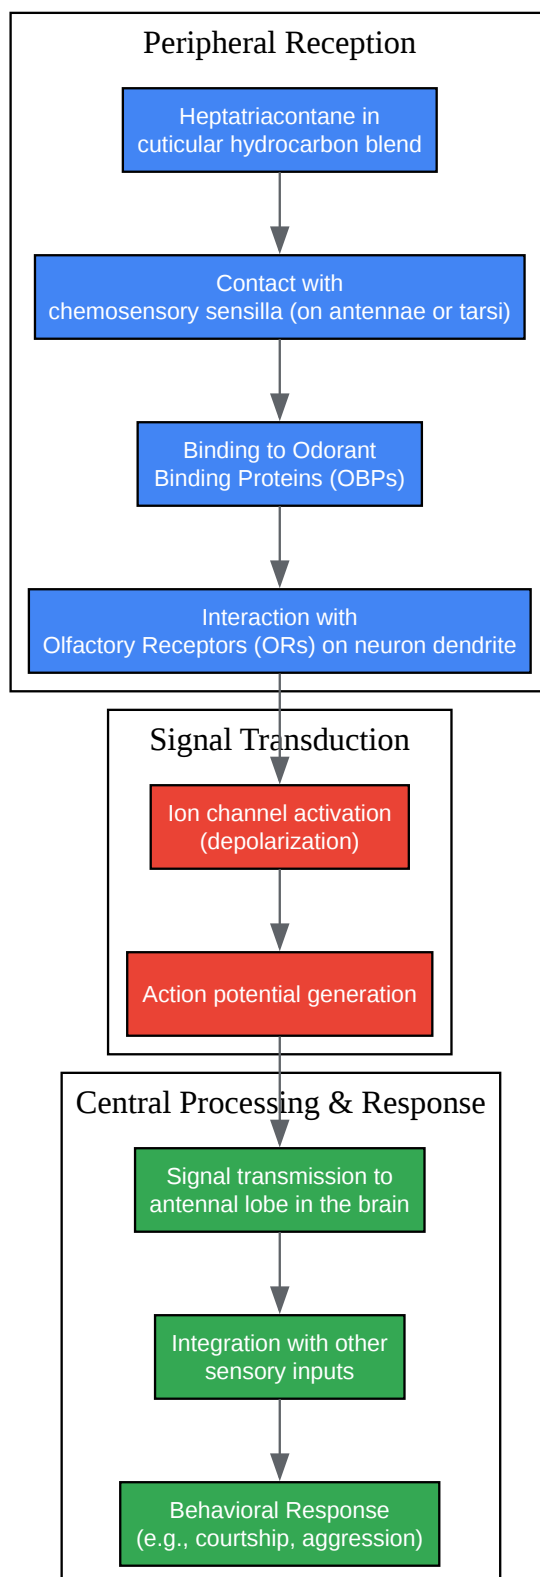 Peripheral Reception
Heptatriacontane in
cuticular hydrocarbon blend
Contact with
chemosensory sensilla (on antennae or tarsi)
Binding to Odorant
Binding Proteins (OBPs)
Interaction with
Olfactory Receptors (ORs) on neuron dendrite
Signal Transduction
Ion channel activation
(depolarization)
Action potential generation
Central Processing & Response
Signal transmission to
antennal lobe in the brain
Integration with other
sensory inputs
Behavioral Response
(e.g., courtship, aggression)